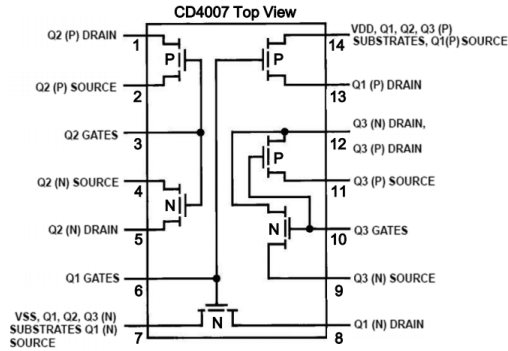 CD4007 Top View
Q2 (P) DRAIN
1
P
Q2 (P) SOURCE
2
Q2 GATES
3
Q2 (N) SOURCE
4
N
Q2 (N) DRAIN
5
Q1 GATES
6
VSS, Q1, Q2, Q3 (N)
SUBSTRATES Q1 (N)
SOURCE
7
N
VDD, Q1, Q2, Q3 (P)
SUBSTRATES, Q1(P) SOURCE
14
P
13
Q1 (P) DRAIN
Q3 (N) DRAIN,
12
Q3 (P) DRAIN
P
11
Q3 (P) SOURCE
N
10
Q3 GATES
9
Q3 (N) SOURCE
8
Q1 (N) DRAIN